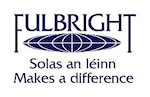 FULBRIGHT
Solas an léinn
Makes a difference